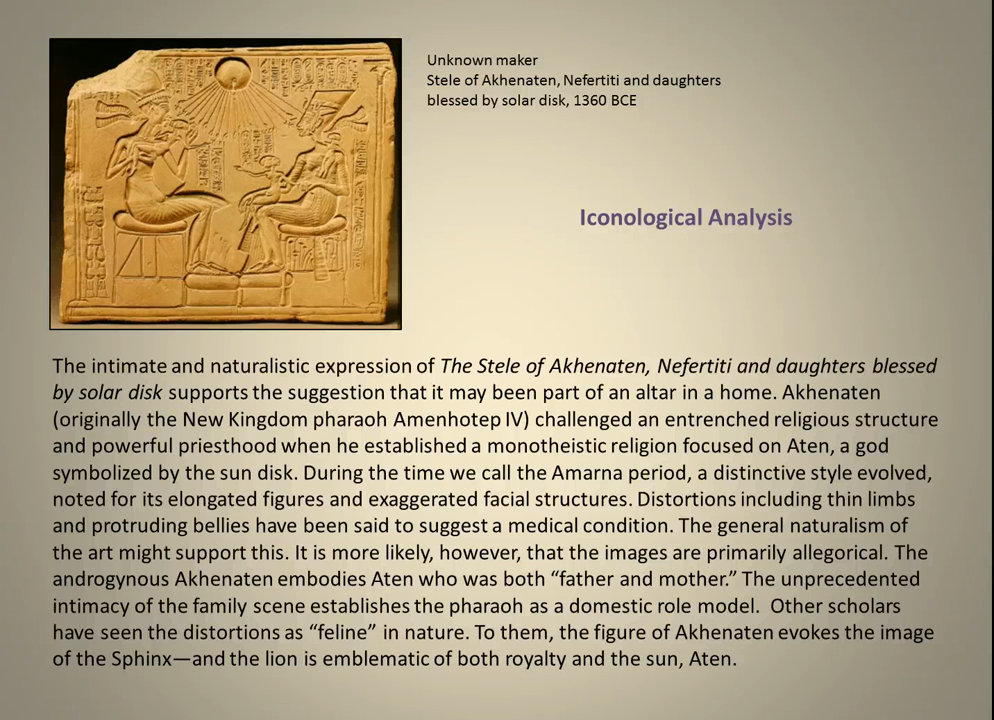 Unknown maker
Stele of Akhenaten, Nefertiti and daughters
blessed by solar disk, 1360 BCE
Iconological Analysis
The intimate and naturalistic expression of The Stele of Akhenaten, Nefertiti and daughters blessed
by solar disk supports the suggestion that it may been part of an altar in a home. Akhenaten
(originally the New Kingdom pharaoh Amenhotep IV) challenged an entrenched religious structure
and powerful priesthood when he established a monotheistic religion focused on Aten, a god
symbolized by the sun disk. During the time we call the Amarna period, a distinctive style evolved,
noted for its elongated figures and exaggerated facial structures. Distortions including thin limbs
and protruding bellies have been said to suggest a medical condition. The general naturalism of
the art might support this. It is more likely, however, that the images are primarily allegorical. The
androgynous Akhenaten embodies Aten who was both “father and mother.” The unprecedented
intimacy of the family scene establishes the pharaoh as a domestic role model.  Other scholars
have seen the distortions as “feline” in nature. To them, the figure of Akhenaten evokes the image
of the Sphinx—and the lion is emblematic of both royalty and the sun, Aten.